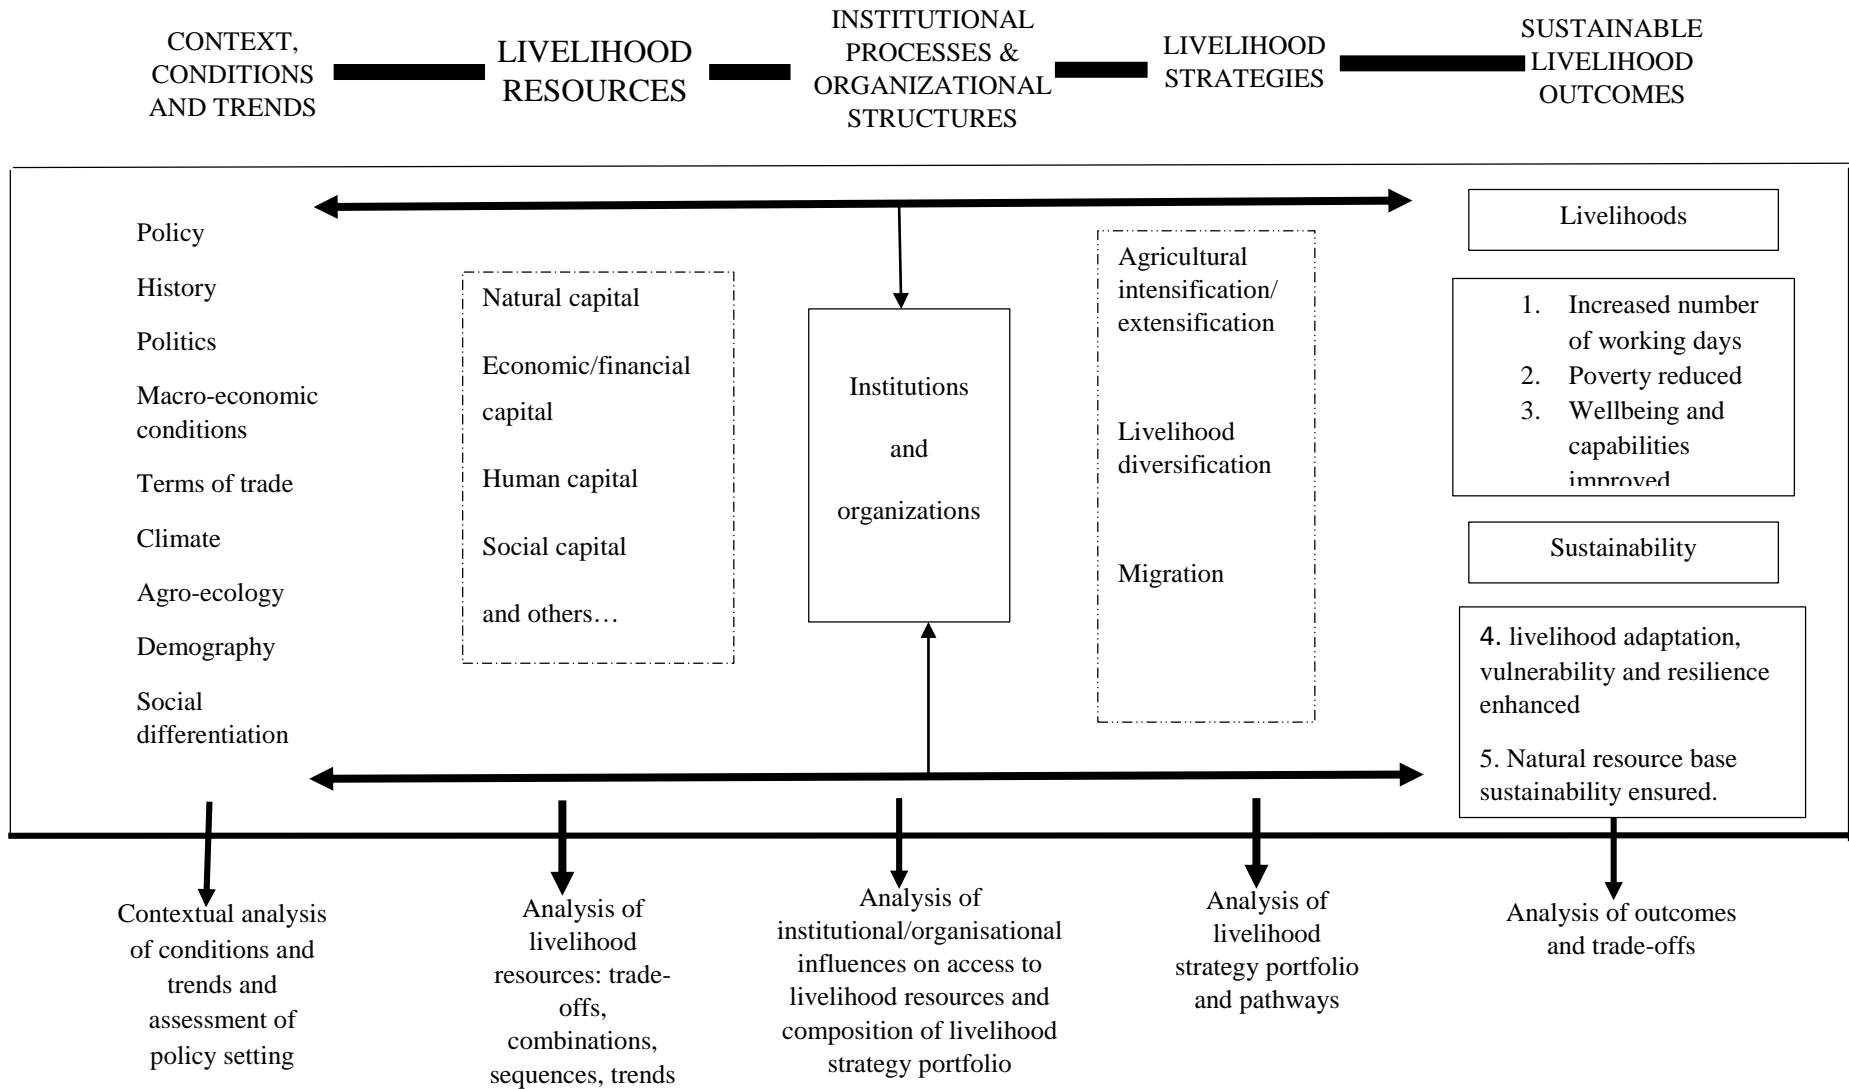 CONTEXT,
CONDITIONS
AND TRENDS
LIVELIHOOD
RESOURCES
INSTITUTIONAL
PROCESSES &
ORGANIZATIONAL
STRUCTURES
LIVELIHOOD
STRATEGIES
SUSTAINABLE
LIVELIHOOD
OUTCOMES
Policy
History
Politics
Macro-economic
conditions
Terms of trade
Climate
Agro-ecology
Demography
Social
differentiation
Natural capital
Economic/financial
capital
Human capital
Social capital
and others…
Institutions
and
organizations
Agricultural
intensification/
extensification
Livelihood
diversification
Migration
Livelihoods
1. Increased number
of working days
2. Poverty reduced
3. Wellbeing and
capabilities
improved
Sustainability
4. livelihood adaptation,
vulnerability and resilience
enhanced
5. Natural resource base
sustainability ensured.
Contextual analysis
of conditions and
trends and
assessment of
policy setting
Analysis of
livelihood
resources: trade-
offs,
combinations,
sequences, trends
Analysis of
institutional/organisational
influences on access to
livelihood resources and
composition of livelihood
strategy portfolio
Analysis of
livelihood
strategy portfolio
and pathways
Analysis of outcomes
and trade-offs